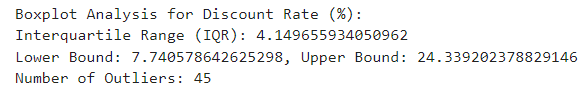 Boxplot Analysis for Discount Rate (%):
Interquartile Range (IQR): 4.149655934050962
Lower Bound: 7.740578642625298, Upper Bound: 24.339202378829146
Number of Outliers: 45